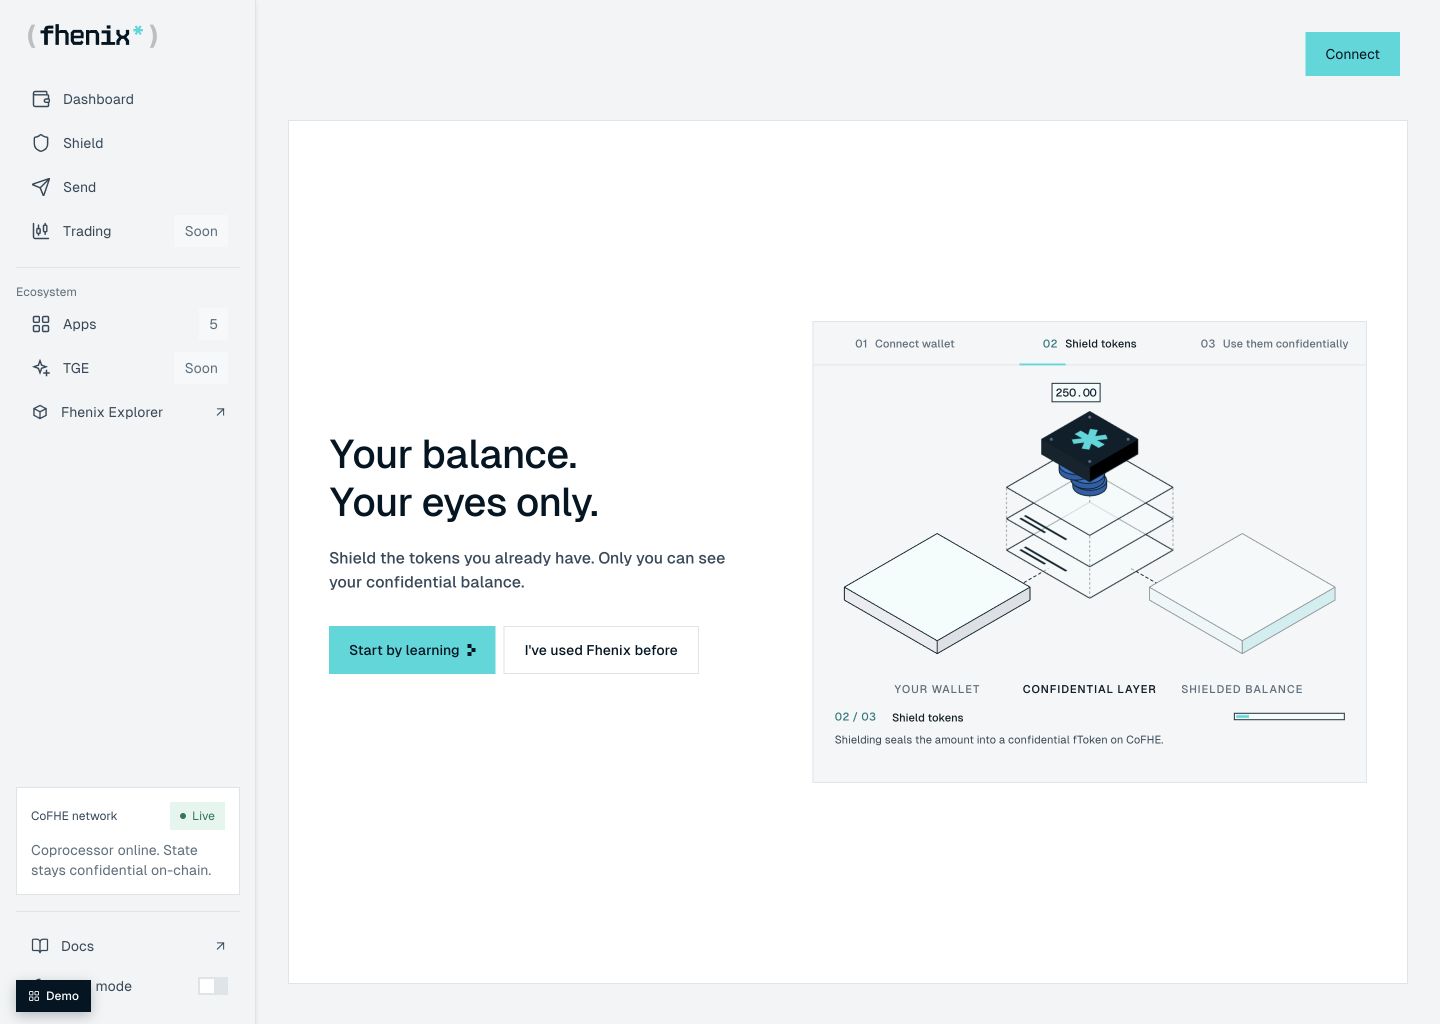 (fhenix*)
Connect
Dashboard
Shield
Send
Trading Soon
Ecosystem
Apps 5
TGE Soon
Fhenix Explorer
Your balance.
Your eyes only.
Shield the tokens you already have. Only you can see
your confidential balance.
Start by learning
I've used Fhenix before
01 Connect wallet
02 Shield tokens
03 Use them confidentially
250.00
YOUR WALLET
CONFIDENTIAL LAYER
SHIELDED BALANCE
02 / 03 Shield tokens
Shielding seals the amount into a confidential fToken on CoFHE.
CoFHE network Live
Coprocessor online. State
stays confidential on-chain.
Docs
mode
Demo